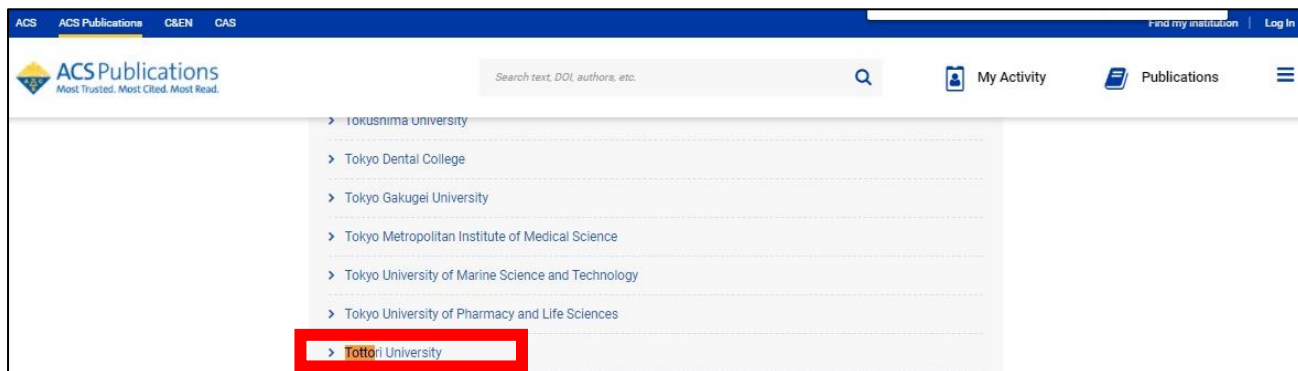 ACS ACS Publications C&EN CAS Find my institution | Log In
ACS Publications
Most Trusted. Most Cited. Most Read.
Search text, DOI, authors, etc.
My Activity
Publications
Tokushima University
Tokyo Dental College
Tokyo Gakugei University
Tokyo Metropolitan Institute of Medical Science
Tokyo University of Marine Science and Technology
Tokyo University of Pharmacy and Life Sciences
Tottori University